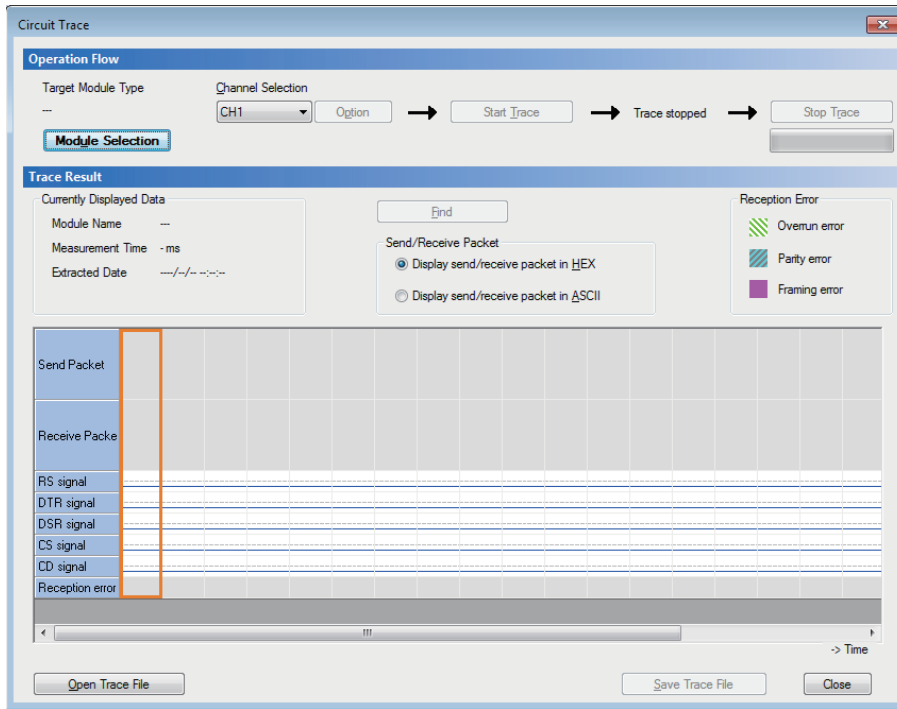 Circuit Trace
Operation Flow
Target Module Type
Channel Selection
---
CH1
Option
Start Trace
Trace stopped
Stop Trace
Module Selection
Trace Result
Currently Displayed Data
Module Name ---
Measurement Time - ms
Extracted Date ----/--/-- --:--:--
Find
Send/Receive Packet
Display send/receive packet in HEX
Display send/receive packet in ASCII
Reception Error
Overrun error
Parity error
Framing error
Send Packet
Receive Packe
RS signal
DTR signal
DSR signal
CS signal
CD signal
Reception error
-> Time
Open Trace File
Save Trace File
Close